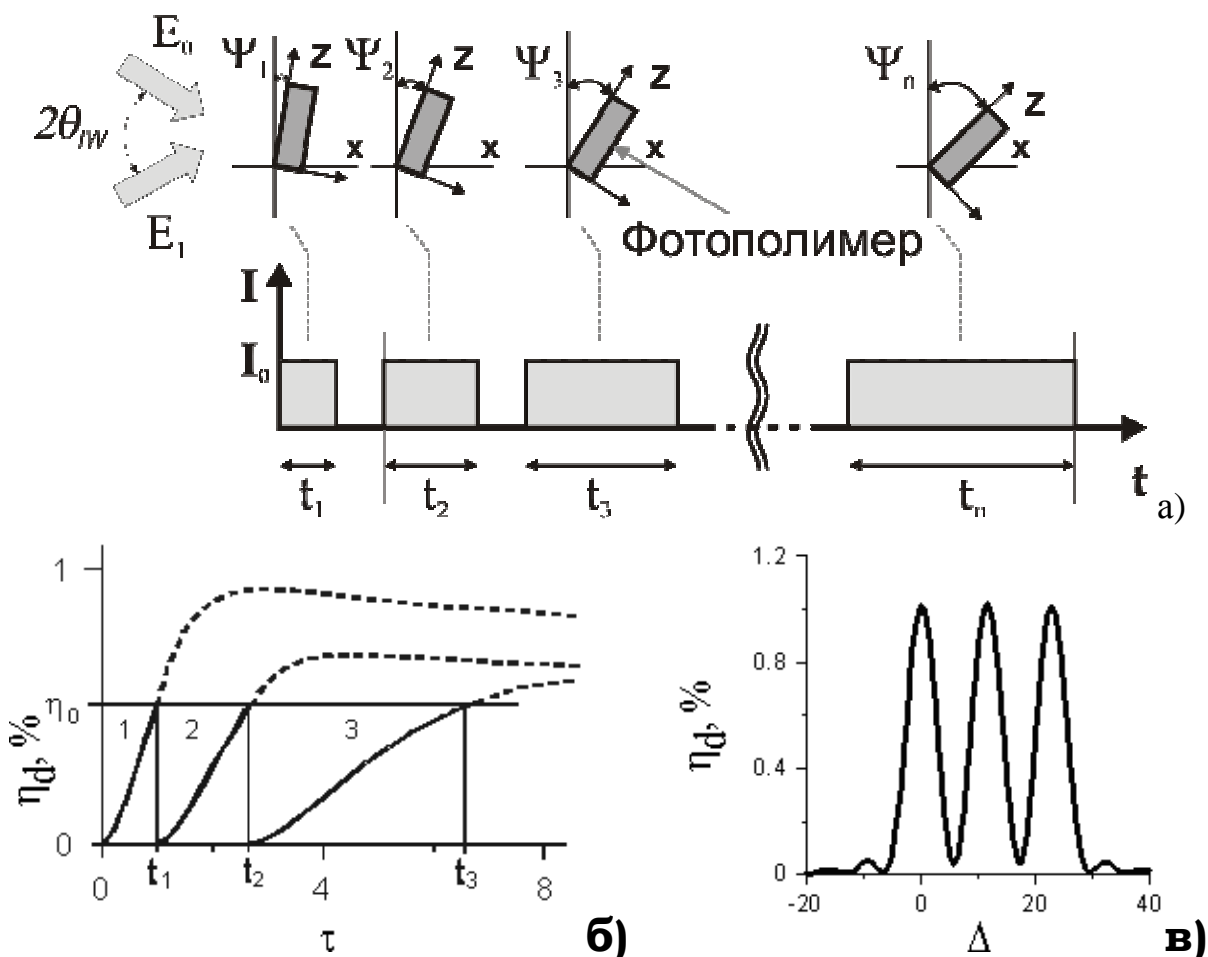 E₀
2θ_IW
E₁
Ψ₁ z x
Ψ₂ z x
Ψ₃ z x
Ψₙ z x
Фотополимер
I
I₀
t₁ t₂ t₃ tₙ t
а)
η_d, %
1
η₀
0
1 2 3
t₁ t₂ t₃
0 4 8
τ
б)
η_d, %
1.2
0.8
0.4
0
-20 0 20 40
Δ
в)